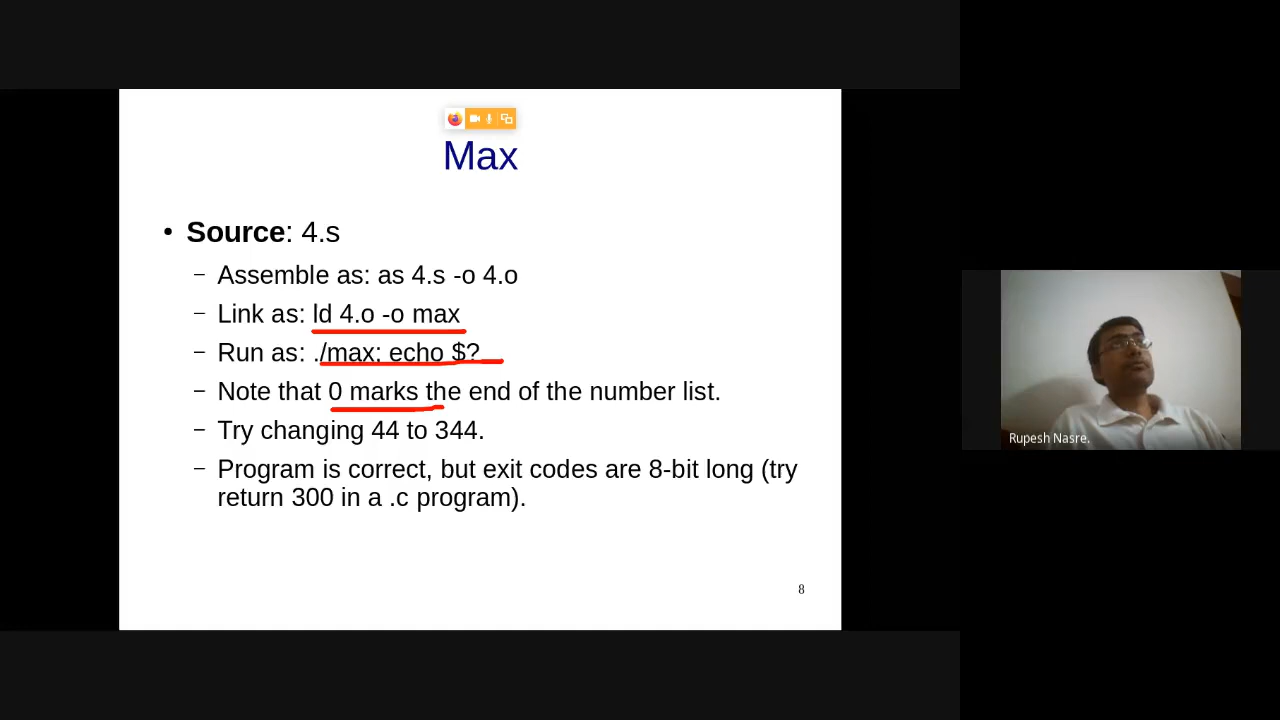 Max
• Source: 4.s
– Assemble as: as 4.s -o 4.o
– Link as: ld 4.o -o max
– Run as: ./max: echo $?
– Note that 0 marks the end of the number list.
– Try changing 44 to 344.
– Program is correct, but exit codes are 8-bit long (try
return 300 in a .c program).
8
Rupesh Nasre.